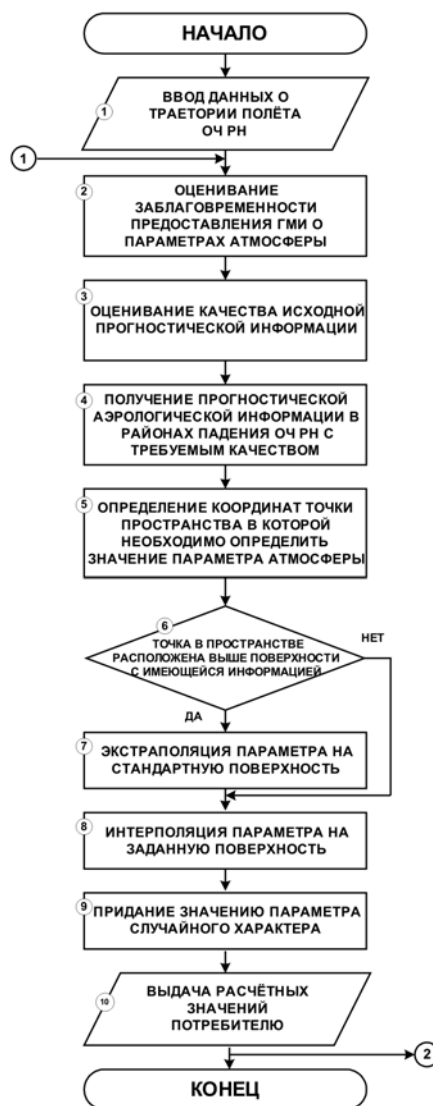 НАЧАЛО
1
ВВОД ДАННЫХ О
ТРАЕТОРИИ ПОЛЁТА
ОЧ РН
1
2
ОЦЕНИВАНИЕ
ЗАБЛАГОВРЕМЕННОСТИ
ПРЕДОСТАВЛЕНИЯ ГМИ О
ПАРАМЕТРАХ АТМОСФЕРЫ
3
ОЦЕНИВАНИЕ КАЧЕСТВА ИСХОДНОЙ
ПРОГНОСТИЧЕСКОЙ ИНФОРМАЦИИ
4
ПОЛУЧЕНИЕ ПРОГНОСТИЧЕСКОЙ
АЭРОЛОГИЧЕСКОЙ ИНФОРМАЦИИ В
РАЙОНАХ ПАДЕНИЯ ОЧ РН С
ТРЕБУЕМЫМ КАЧЕСТВОМ
5
ОПРЕДЕЛЕНИЕ КООРДИНАТ ТОЧКИ
ПРОСТРАНСТВА В КОТОРОЙ
НЕОБХОДИМО ОПРЕДЕЛИТЬ
ЗНАЧЕНИЕ ПАРАМЕТРА АТМОСФЕРЫ
6
ТОЧКА В ПРОСТРАНСТВЕ
РАСПОЛОЖЕНА ВЫШЕ ПОВЕРХНОСТИ
С ИМЕЮЩЕЙСЯ ИНФОРМАЦИЕЙ
НЕТ
ДА
7
ЭКСТРАПОЛЯЦИЯ ПАРАМЕТРА НА
СТАНДАРТНУЮ ПОВЕРХНОСТЬ
8
ИНТЕРПОЛЯЦИЯ ПАРАМЕТРА НА
ЗАДАННУЮ ПОВЕРХНОСТЬ
9
ПРИДАНИЕ ЗНАЧЕНИЮ ПАРАМЕТРА
СЛУЧАЙНОГО ХАРАКТЕРА
10
ВЫДАЧА РАСЧЁТНЫХ
ЗНАЧЕНИЙ
ПОТРЕБИТЕЛЮ
2
КОНЕЦ